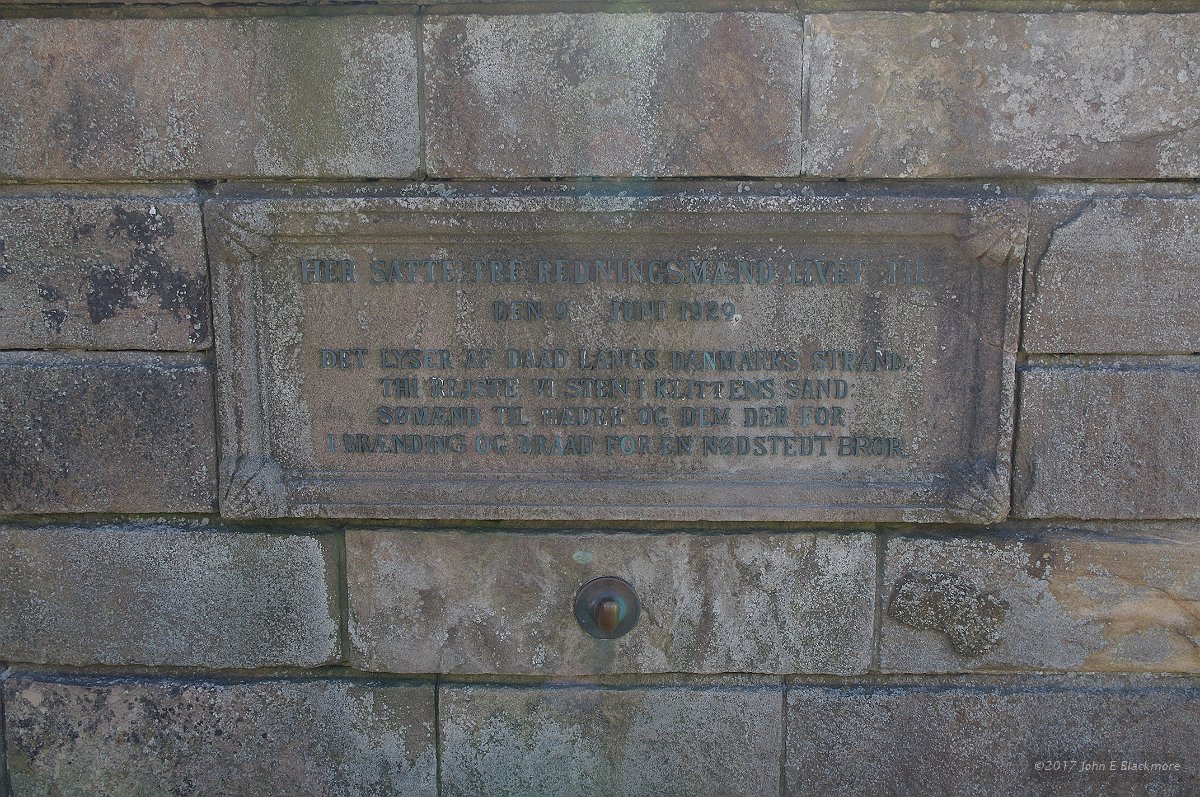 HER SATTE TRE REDNINGSMÆND LIVET TIL
DEN 9. JUNI 1929.
DET LYSER AF DAAD LANGS DANMARKS STRAND,
THI REJSTE VI STEN I KLITTENS SAND:
SØMÆND TIL HÆDER OG DEM DER FOR
I BRÆNDING OG BRAAD FOR EN NØDSTEDT BROR.
©2017 John E Blackmore